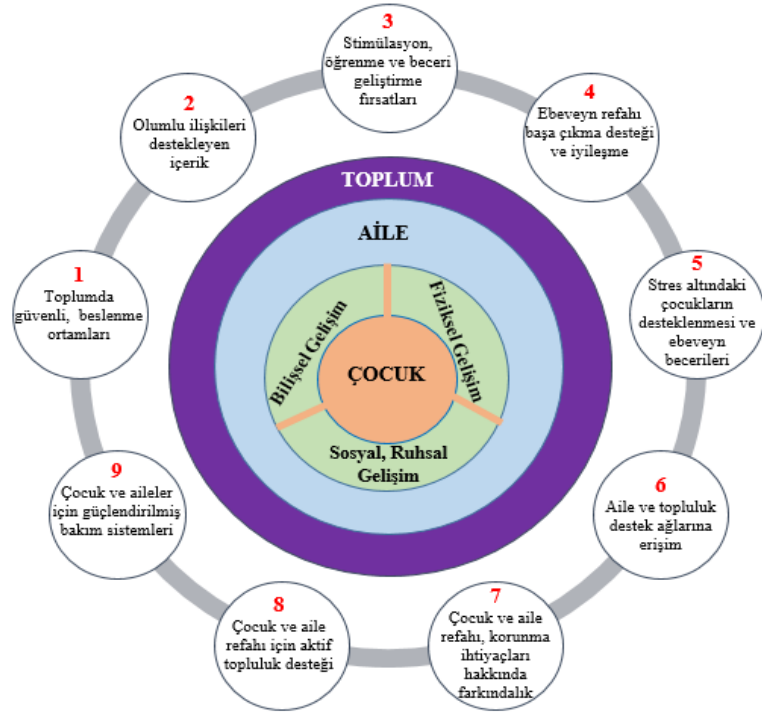 3
Stimülasyon,
öğrenme ve beceri
geliştirme
fırsatları
2
Olumlu ilişkileri
destekleyen
içerik
4
Ebeveyn refahı
başa çıkma desteği
ve iyileşme
1
Toplumda
güvenli, beslenme
ortamları
5
Stres altındaki
çocukların
desteklenmesi ve
ebeveyn
becerileri
TOPLUM
AİLE
Bilişsel Gelişim
Fiziksel Gelişim
ÇOCUK
Sosyal, Ruhsal
Gelişim
9
Çocuk ve aileler
için güçlendirilmiş
bakım sistemleri
6
Aile ve topluluk
destek ağlarına
erişim
8
Çocuk ve aile
refahı için aktif
topluluk desteği
7
Çocuk ve aile
refahı, korunma
ihtiyaçları
hakkında
farkındalık